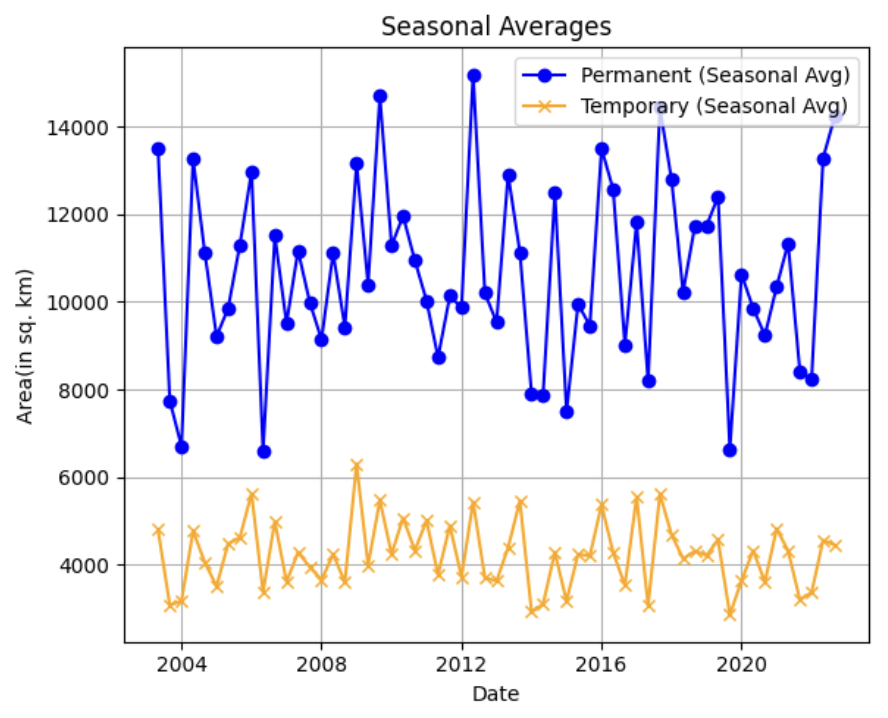 Seasonal Averages
Permanent (Seasonal Avg)
Temporary (Seasonal Avg)
14000
12000
10000
8000
6000
4000
Area(in sq. km)
2004 2008 2012 2016 2020
Date